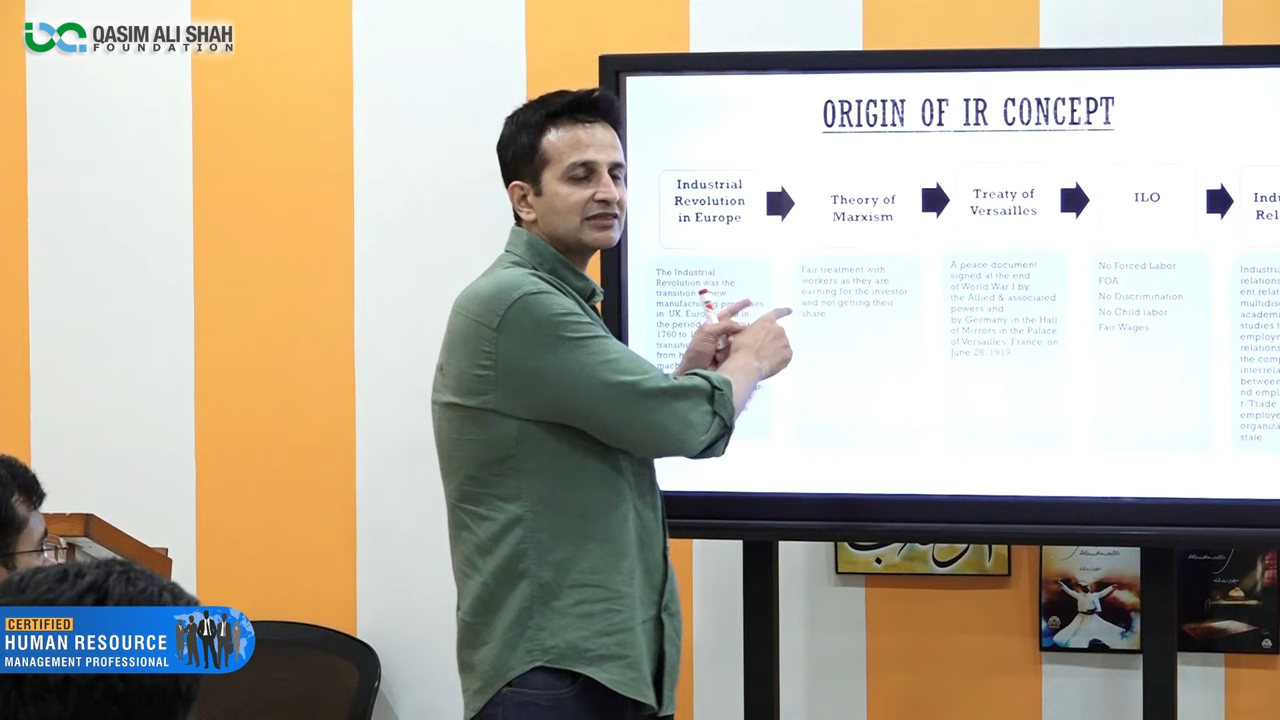 QASIM ALI SHAH
FOUNDATION
ORIGIN OF IR CONCEPT
Industrial
Revolution
in Europe
Theory of
Marxism
Treaty of
Versailles
ILO
The Industrial
Revolution was the
transition
manufacturing
in UK,
the period
1760 to
from
Fair treatment with
workers as they are
earning for the investor
and not getting their
share
A peace document
signed at the end
of World War I by
the Allied & associated
powers and
by Germany in the Hall
of Mirrors in the Palace
of Versailles, France, on
June 28, 1919
No Forced Labor
FOA
No Discrimination
No Child labor
Fair Wages
the
between
state
CERTIFIED
HUMAN RESOURCE
MANAGEMENT PROFESSIONAL